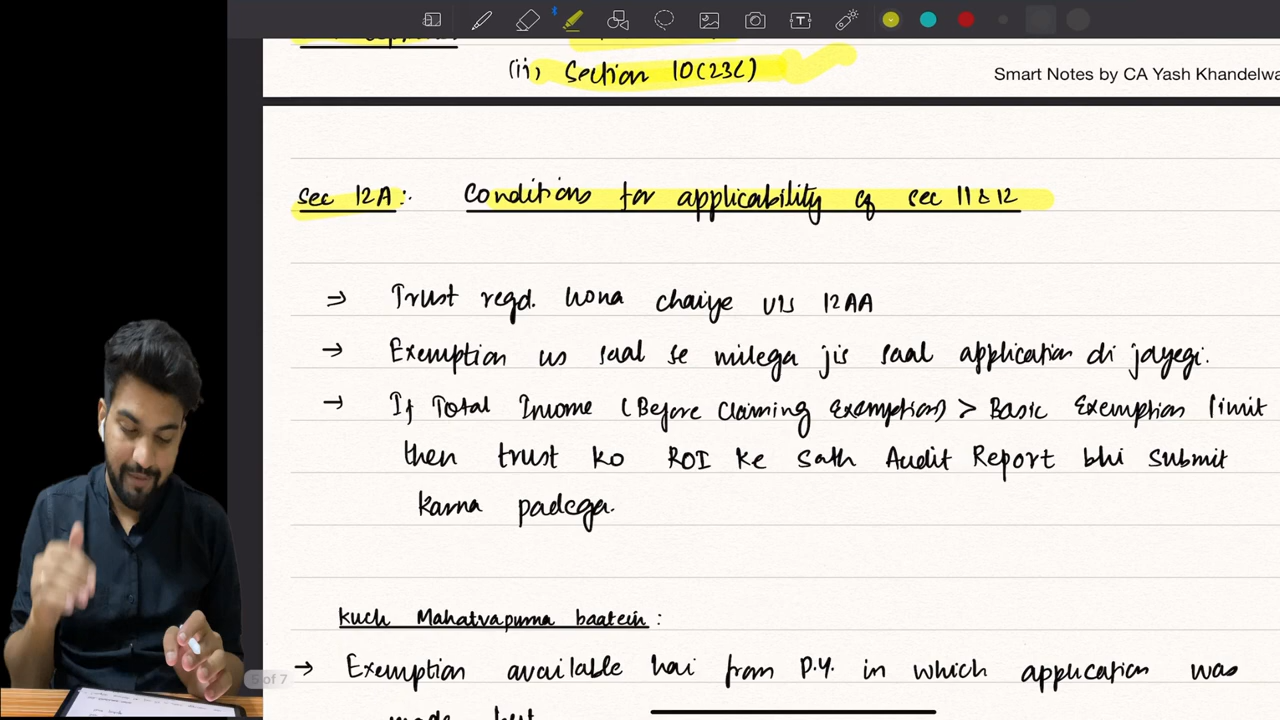 (ii) Section 10(23C)
Smart Notes by CA Yash Khandelwa
Sec 12A:
Conditions for applicability of sec 11 & 12
⇒ Trust regd. hona chaiye u/s 12AA
→ Exemption us saal se milega jis saal application di jayegi.
→ If Total Income (Before Claiming Exemption) > Basic Exemption limit
then trust ko ROI ke sath Audit Report bhi submit
karna padega.
Kuch Mahatvapurna baatein :
→ Exemption available hai from P.Y. in which application was
5 of 7